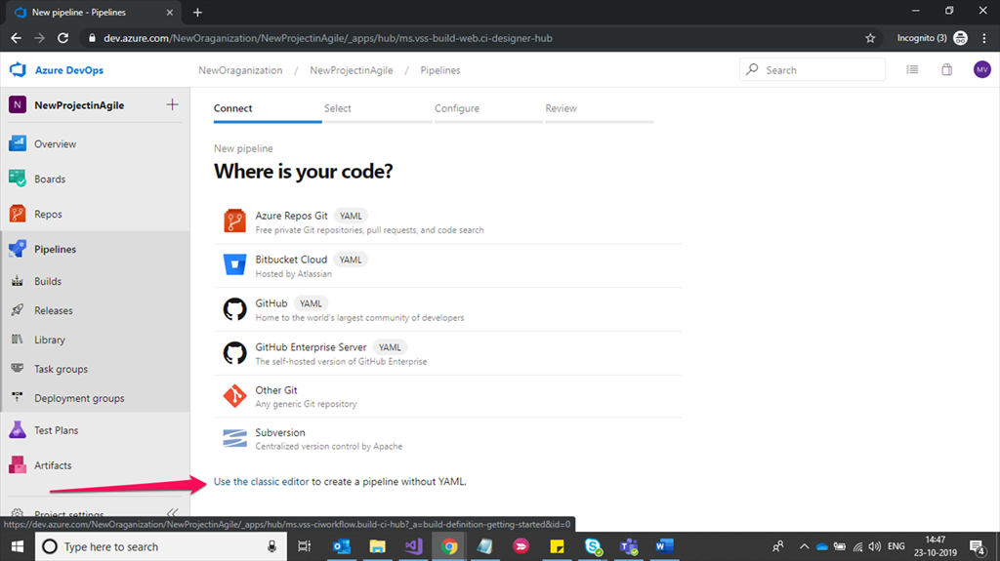 New pipeline - Pipelines
dev.azure.com/NewOraganization/NewProjectinAgile/_apps/hub/ms.vss-build-web.ci-designer-hub
Incognito (3)
Azure DevOps
NewOraganization / NewProjectinAgile / Pipelines
Search
MV
N NewProjectinAgile
Overview
Boards
Repos
Pipelines
Builds
Releases
Library
Task groups
Deployment groups
Test Plans
Artifacts
Project settings
Connect
Select
Configure
Review
New pipeline
Where is your code?
Azure Repos Git YAML
Free private Git repositories, pull requests, and code search
Bitbucket Cloud YAML
Hosted by Atlassian
GitHub YAML
Home to the world's largest community of developers
GitHub Enterprise Server YAML
The self-hosted version of GitHub Enterprise
Other Git
Any generic Git repository
Subversion
Centralized version control by Apache
Use the classic editor to create a pipeline without YAML.
https://dev.azure.com/NewOraganization/NewProjectinAgile/_apps/hub/ms.vss-ciworkflow.build-ci-hub?_a=build-definition-getting-started&id=0
Type here to search
ENG
14:47
23-10-2019
4